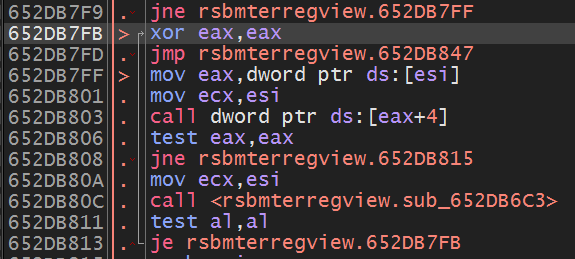 652DB7F9 . jne rsbmterregview.652DB7FF
652DB7FB > xor eax,eax
652DB7FD . jmp rsbmterregview.652DB847
652DB7FF > mov eax,dword ptr ds:[esi]
652DB801 . mov ecx,esi
652DB803 . call dword ptr ds:[eax+4]
652DB806 . test eax,eax
652DB808 . jne rsbmterregview.652DB815
652DB80A . mov ecx,esi
652DB80C . call <rsbmterregview.sub_652DB6C3>
652DB811 . test al,al
652DB813 . je rsbmterregview.652DB7FB